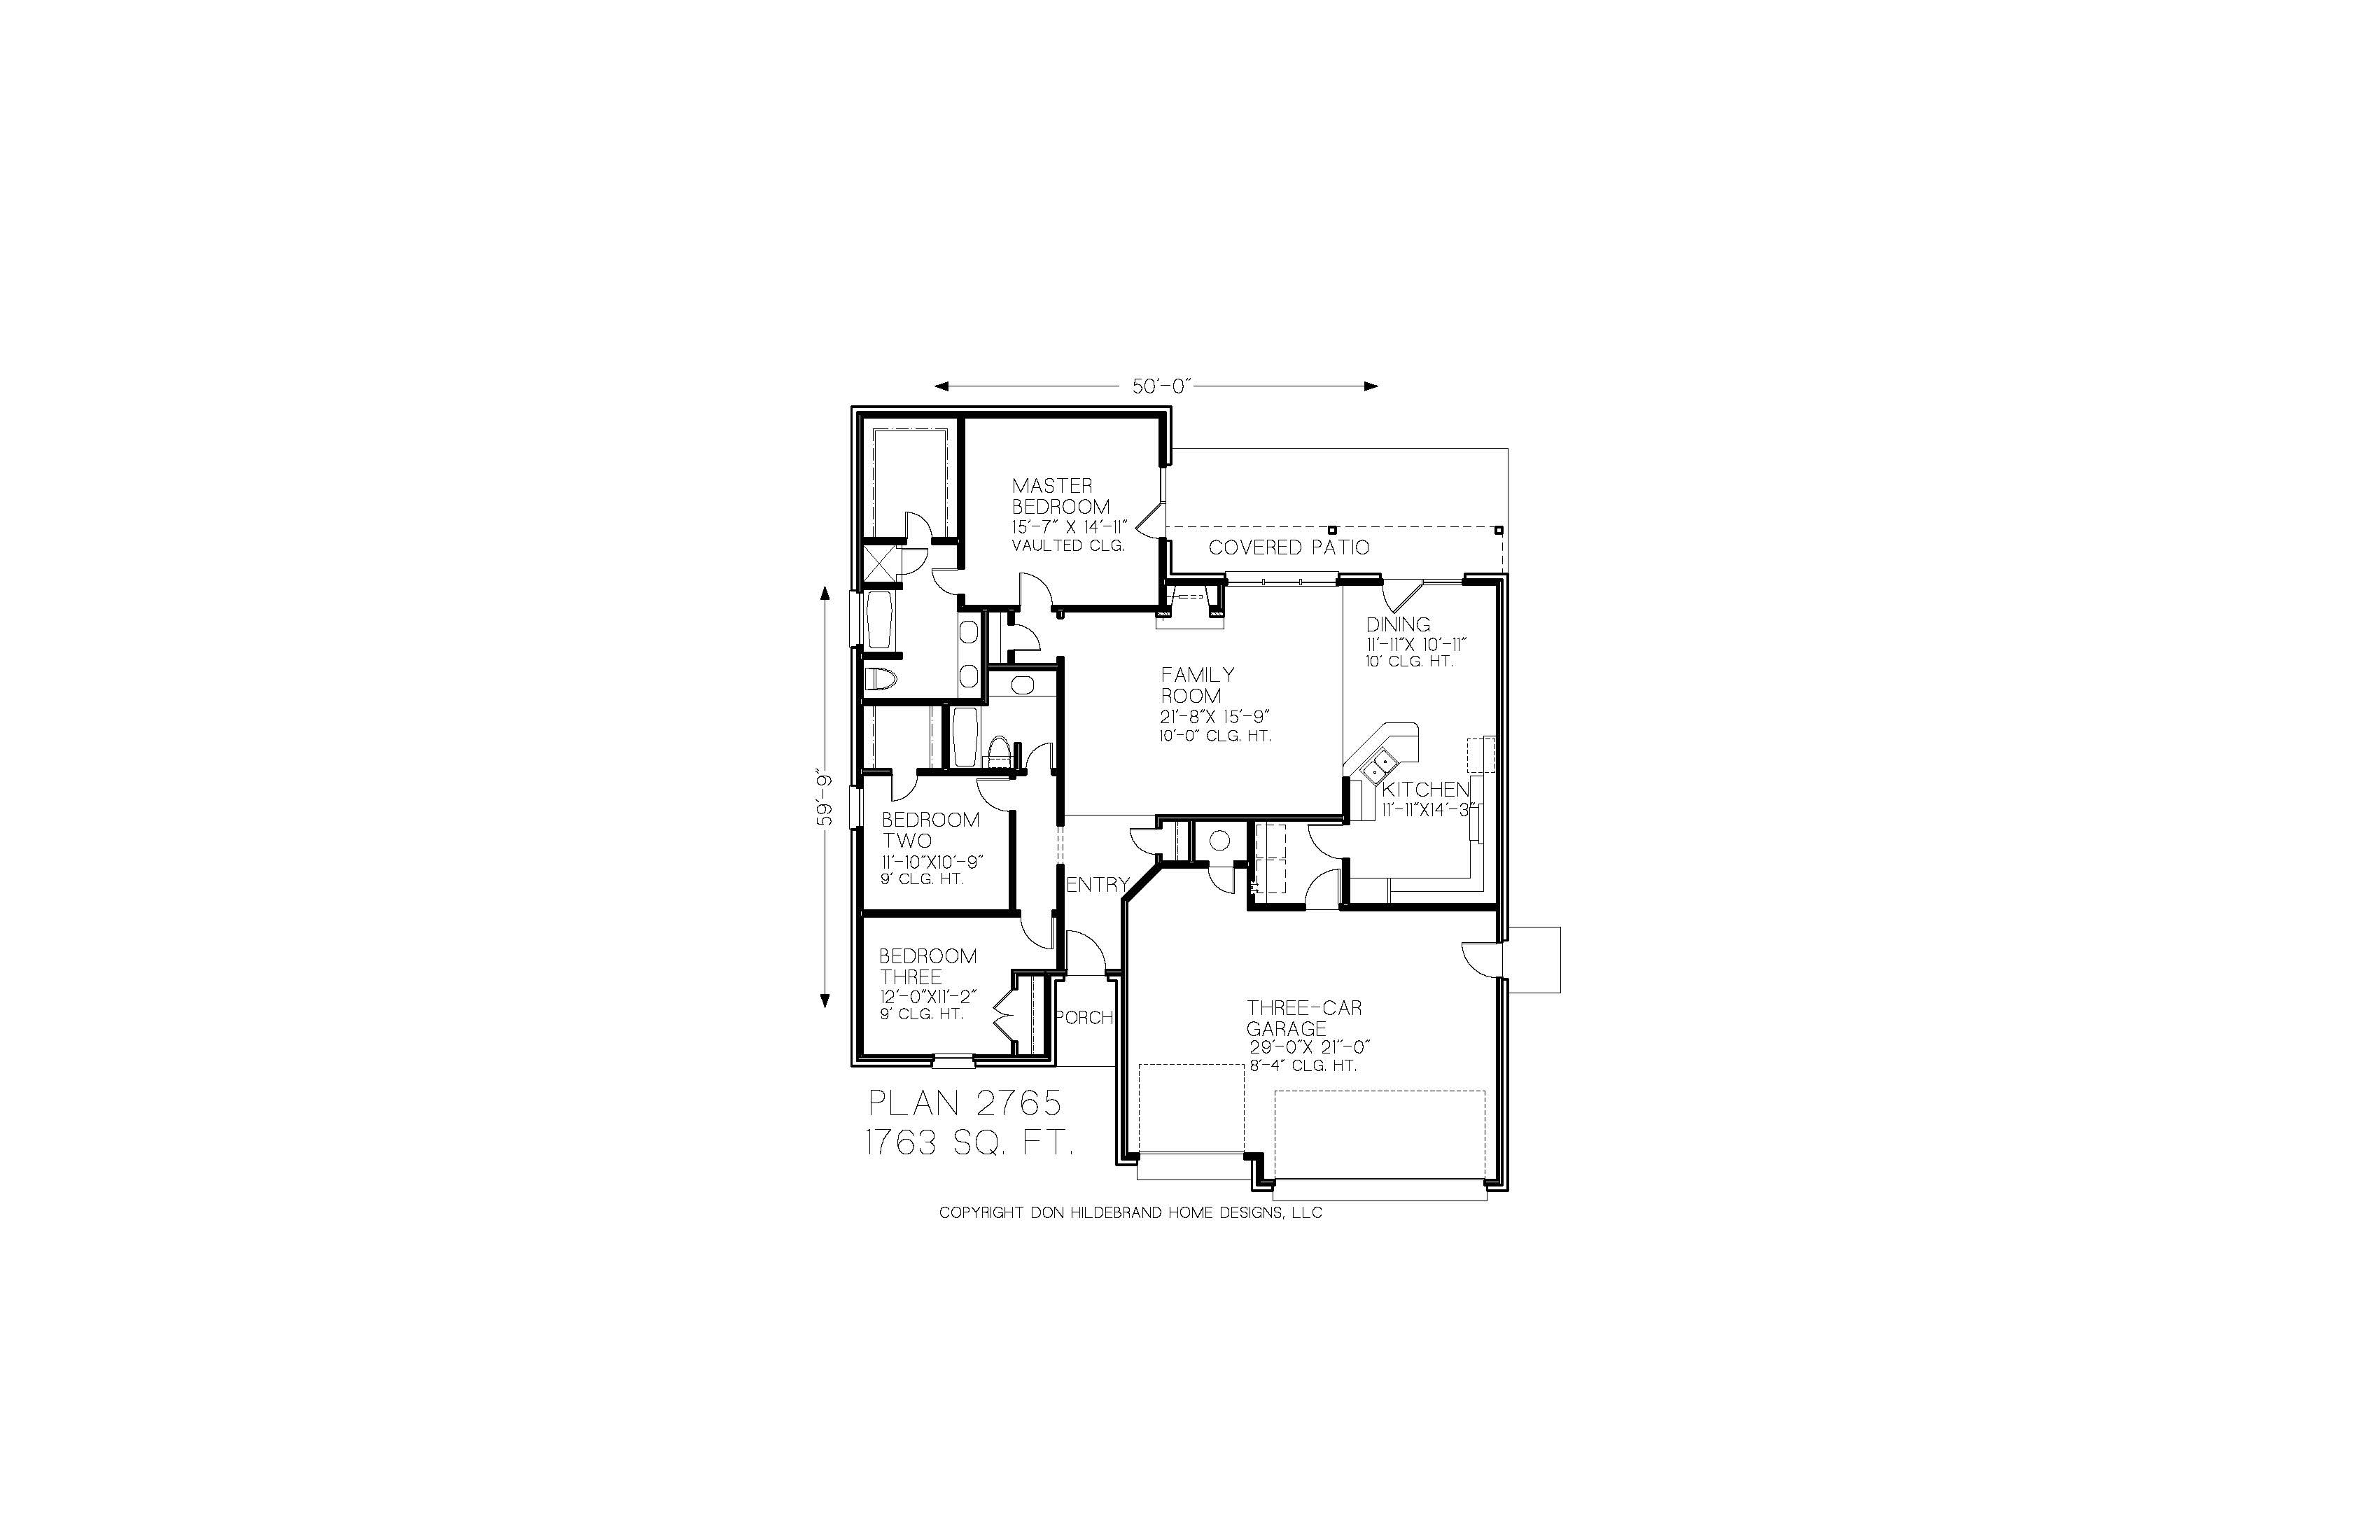 50'-0"
MASTER
BEDROOM
15'-7" X 14'-11"
VAULTED CLG.
COVERED PATIO
DINING
11'-11"X 10'-11"
10' CLG. HT.
FAMILY
ROOM
21'-8"X 15'-9"
10'-0" CLG. HT.
59'-9"
KITCHEN
11'-11"X14'-3"
BEDROOM
TWO
11'-10"X10'-9"
9' CLG. HT.
ENTRY
BEDROOM
THREE
12'-0"X11'-2"
9' CLG. HT.
PORCH
THREE-CAR
GARAGE
29'-0"X 21'-0"
8'-4" CLG. HT.
PLAN 2765
1763 SQ. FT.
COPYRIGHT DON HILDEBRAND HOME DESIGNS, LLC